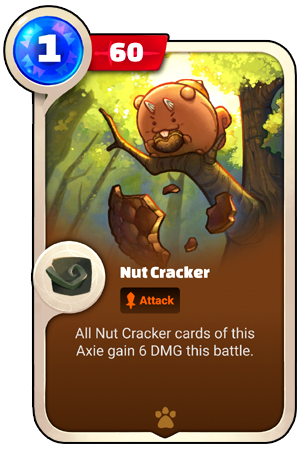 1
60
Nut Cracker
Attack
All Nut Cracker cards of this
Axie gain 6 DMG this battle.